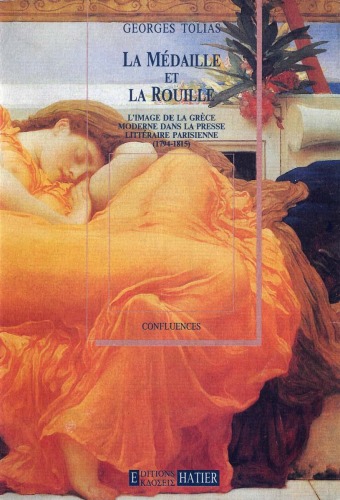 GEORGES TOLIAS
LA MÉDAILLE
ET
LA ROUILLE
L'IMAGE DE LA GRÈCE
MODERNE DANS LA PRESSE
LITTÉRAIRE PARISIENNE
(1794-1815)
CONFLUENCES
EDITIONS HATIER
ΕΚΔΟΣΕΙΣ